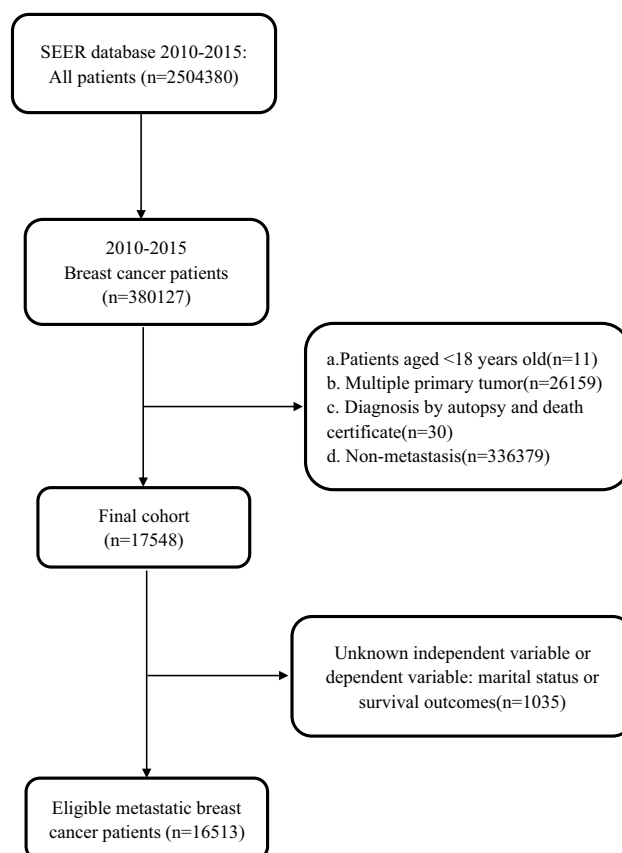 SEER database 2010-2015:
All patients (n=2504380)
2010-2015
Breast cancer patients
(n=380127)
a.Patients aged <18 years old(n=11)
b. Multiple primary tumor(n=26159)
c. Diagnosis by autopsy and death
certificate(n=30)
d. Non-metastasis(n=336379)
Final cohort
(n=17548)
Unknown independent variable or
dependent variable: marital status or
survival outcomes(n=1035)
Eligible metastatic breast
cancer patients (n=16513)